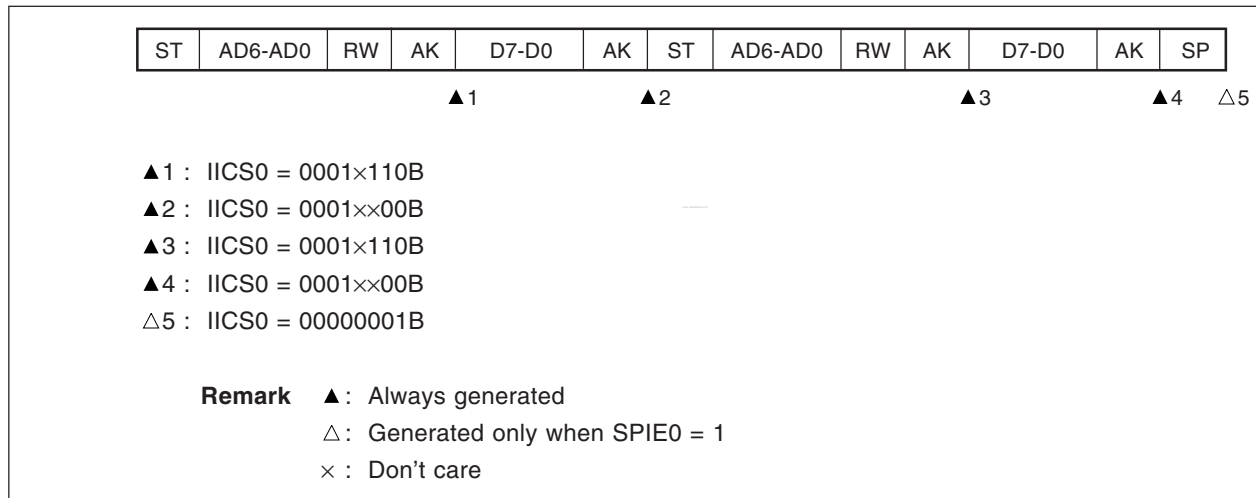 ST AD6-AD0 RW AK D7-D0 AK ST AD6-AD0 RW AK D7-D0 AK SP
▲1 ▲2 ▲3 ▲4 △5
▲1 : IICS0 = 0001×110B
▲2 : IICS0 = 0001××00B
▲3 : IICS0 = 0001×110B
▲4 : IICS0 = 0001××00B
△5 : IICS0 = 00000001B
Remark ▲: Always generated
△: Generated only when SPIE0 = 1
× : Don't care